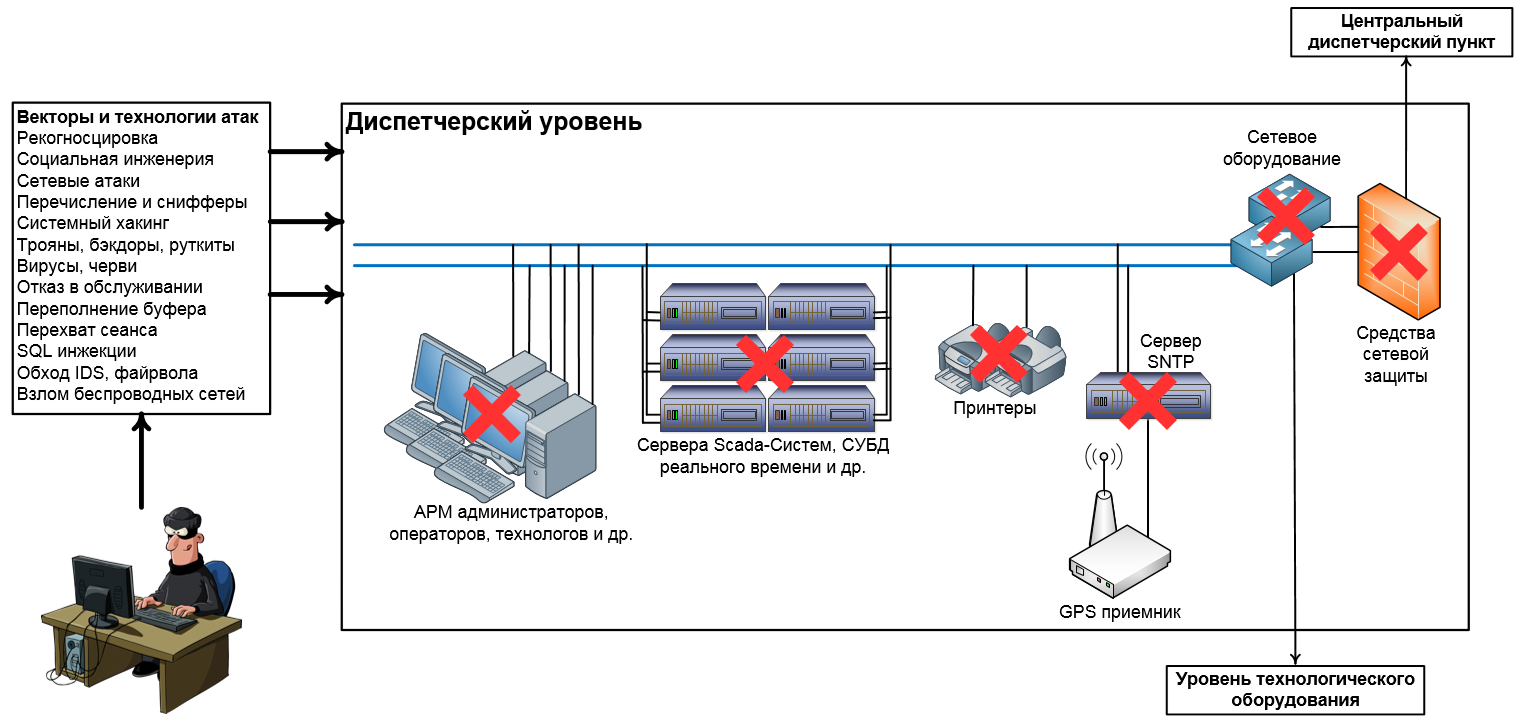 Центральный
диспетчерский пункт
Векторы и технологии атак
Рекогносцировка
Социальная инженерия
Сетевые атаки
Перечисление и снифферы
Системный хакинг
Трояны, бэкдоры, руткиты
Вирусы, черви
Отказ в обслуживании
Переполнение буфера
Перехват сеанса
SQL инжекции
Обход IDS, файрвола
Взлом беспроводных сетей
Диспетчерский уровень
Сетевое
оборудование
Средства
сетевой
защиты
Сервер
SNTP
Принтеры
Сервера Scada-Систем, СУБД
реального времени и др.
АРМ администраторов,
операторов, технологов и др.
GPS приемник
Уровень технологического
оборудования